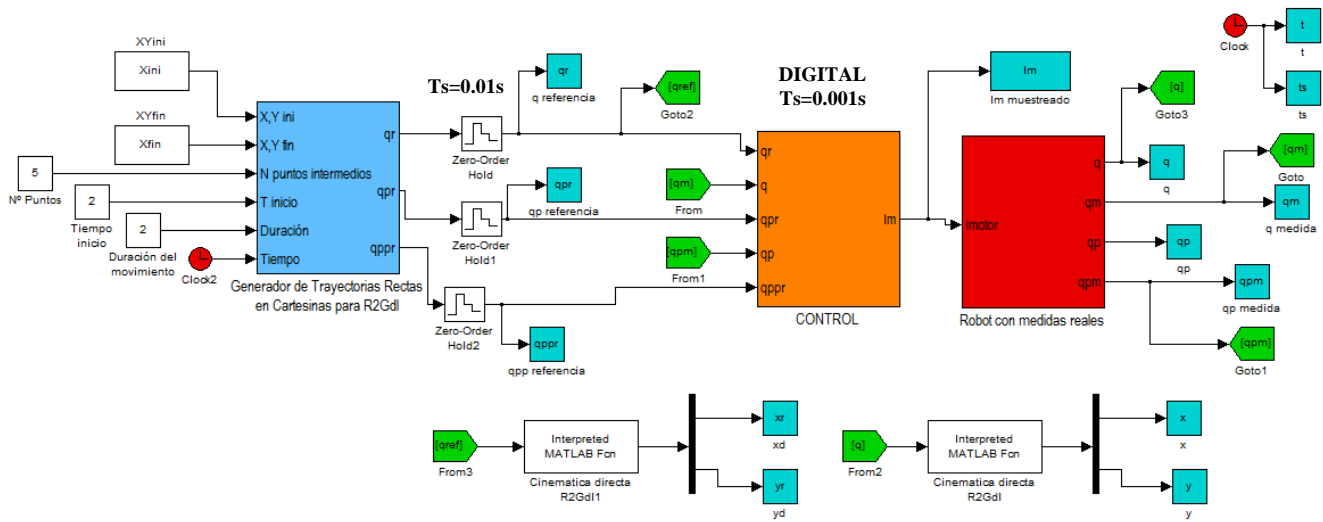 XYini
Xini
XYfin
Xfin
5
Nº Puntos
2
Tiempo
inicio
2
Duración del
movimiento
Clock2
X,Y ini
X,Y fin
N puntos intermedios
T inicio
Duración
Tiempo
qr
qpr
qppr
Generador de Trayectorias Rectas
en Cartesinas para R2Gdl
Ts=0.01s
Zero-Order
Hold
Zero-Order
Hold1
Zero-Order
Hold2
qr
q referencia
[qref]
Goto2
qpr
qp referencia
qppr
qpp referencia
[qm]
From
[qpm]
From1
DIGITAL
Ts=0.001s
qr
q
qpr
qp
qppr
Im
CONTROL
Im
Im muestreado
Imotor
q
qm
qp
qpm
Robot con medidas reales
[q]
Goto3
q
q
[qm]
Goto
qm
q medida
qp
qp
qpm
qp medida
[qpm]
Goto1
Clock
t
t
ts
ts
[qref]
From3
Interpreted
MATLAB Fcn
Cinematica directa
R2Gdl1
xr
xd
yr
yd
[q]
From2
Interpreted
MATLAB Fcn
Cinematica directa
R2Gdl
x
x
y
y